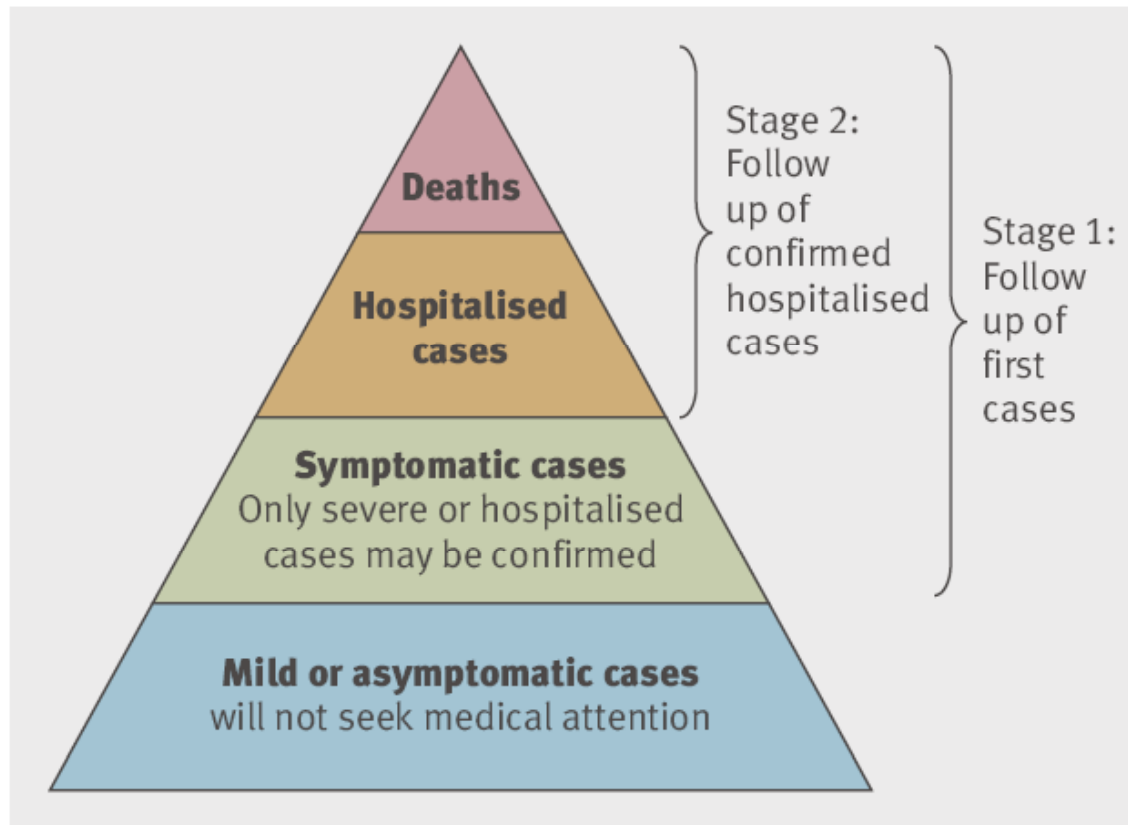 Deaths
Hospitalised
cases
Symptomatic cases
Only severe or hospitalised
cases may be confirmed
Mild or asymptomatic cases
will not seek medical attention
Stage 2:
Follow
up of
confirmed
hospitalised
cases
Stage 1:
Follow
up of
first
cases